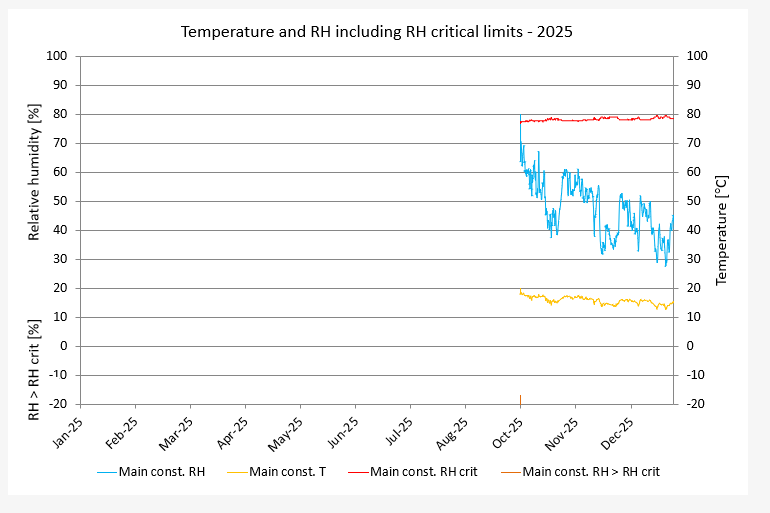 Temperature and RH including RH critical limits - 2025
Relative humidity [%]
RH > RH crit [%]
100
90
80
70
60
50
40
30
20
10
0
-10
-20
100
90
80
70
60
50
40
30
20
10
0
-10
-20
Temperature [°C]
Jan-25
Feb-25
Mar-25
Apr-25
May-25
Jun-25
Jul-25
Aug-25
Oct-25
Nov-25
Dec-25
Main const. RH
Main const. T
Main const. RH crit
Main const. RH > RH crit